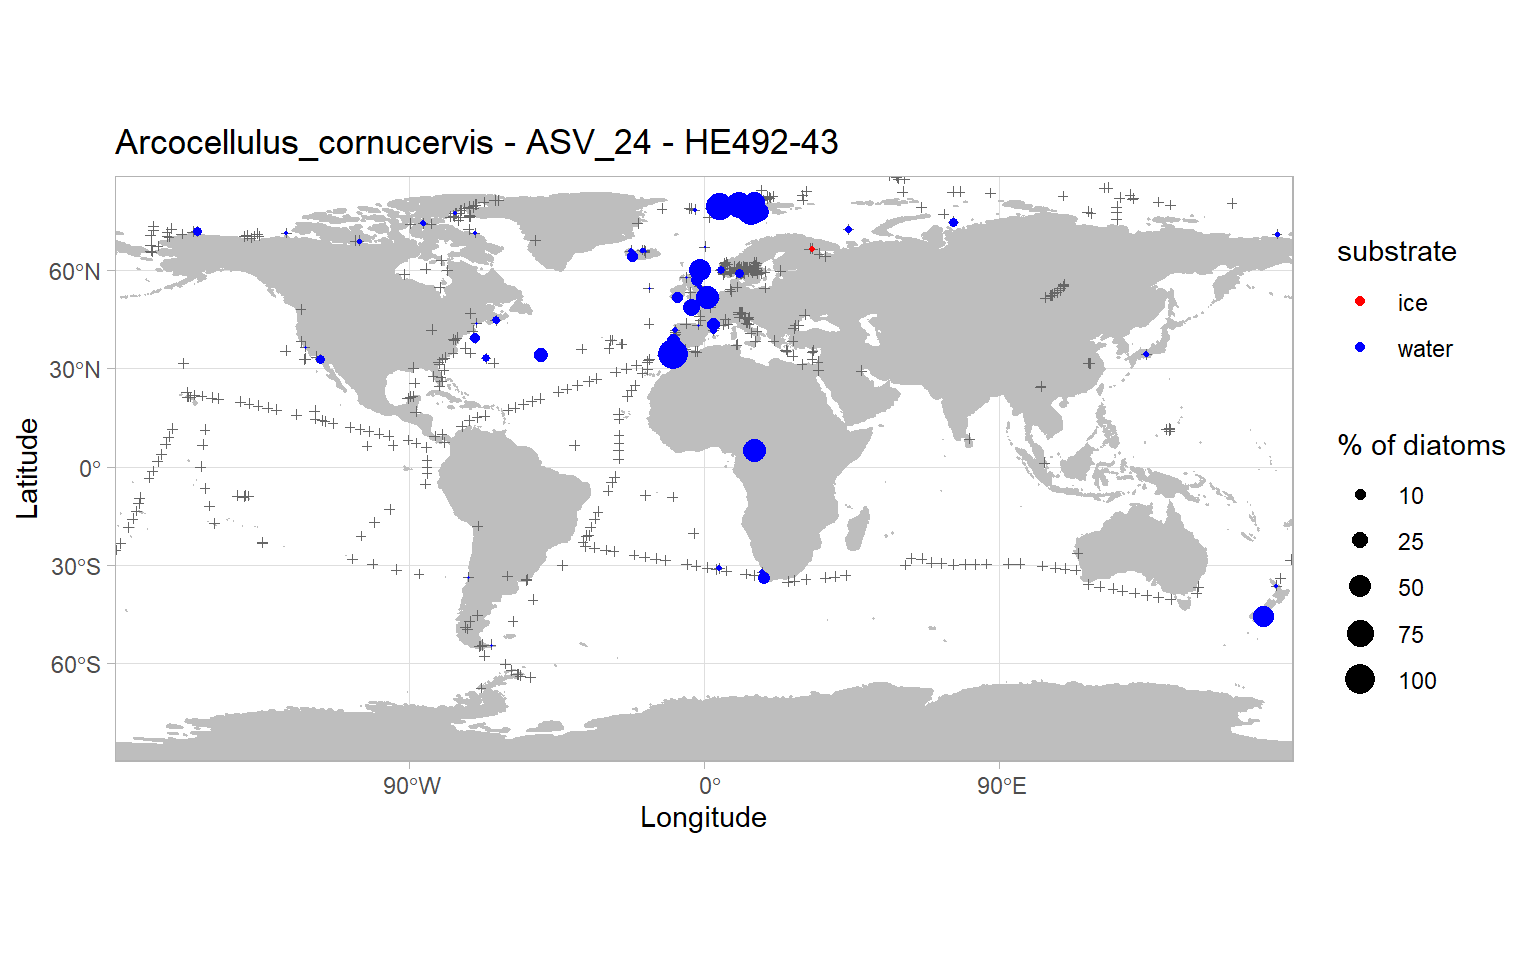 Arcocellulus_cornucervis - ASV_24 - HE492-43
60°N
30°N
0°
30°S
60°S
Latitude
90°W
0°
90°E
Longitude
substrate
ice
water
% of diatoms
10
25
50
75
100